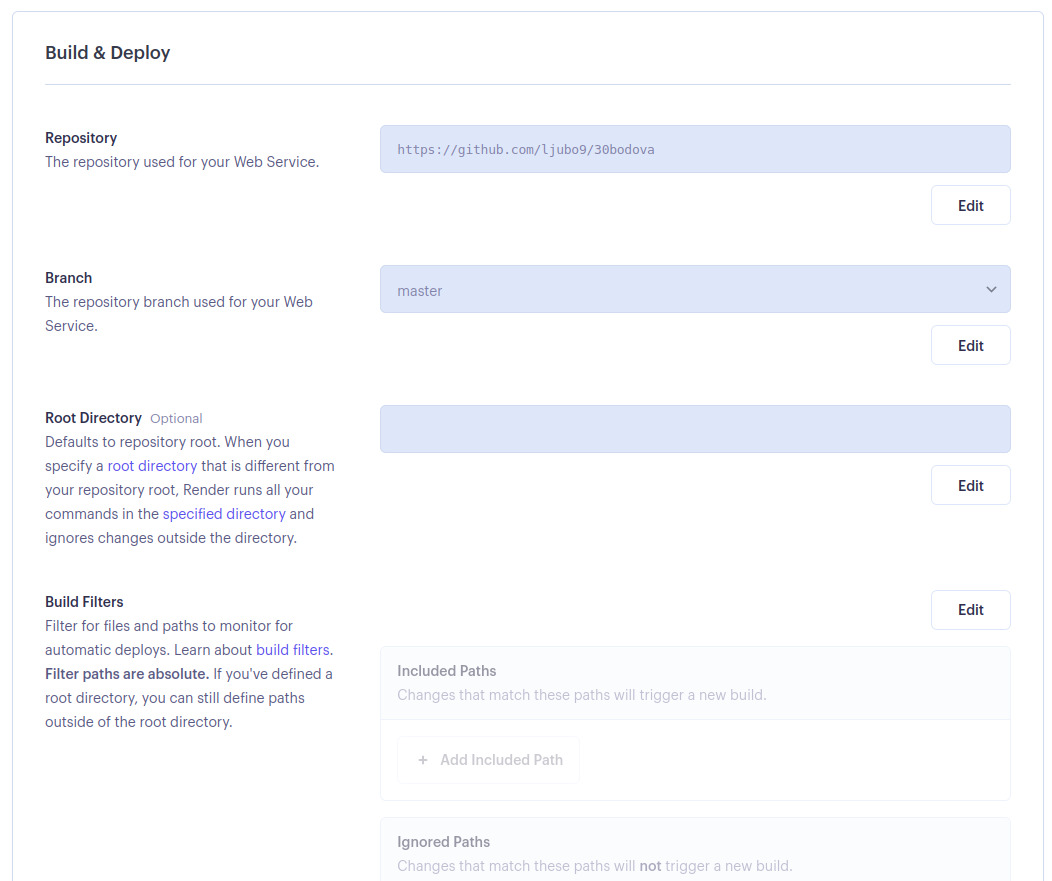 Build & Deploy
Repository
The repository used for your Web Service.
https://github.com/ljubo9/30bodova
Edit
Branch
The repository branch used for your Web
Service.
master
Edit
Root Directory Optional
Defaults to repository root. When you
specify a root directory that is different from
your repository root, Render runs all your
commands in the specified directory and
ignores changes outside the directory.
Edit
Build Filters
Filter for files and paths to monitor for
automatic deploys. Learn about build filters.
Filter paths are absolute. If you've defined a
root directory, you can still define paths
outside of the root directory.
Edit
Included Paths
Changes that match these paths will trigger a new build.
+ Add Included Path
Ignored Paths
Changes that match these paths will not trigger a new build.